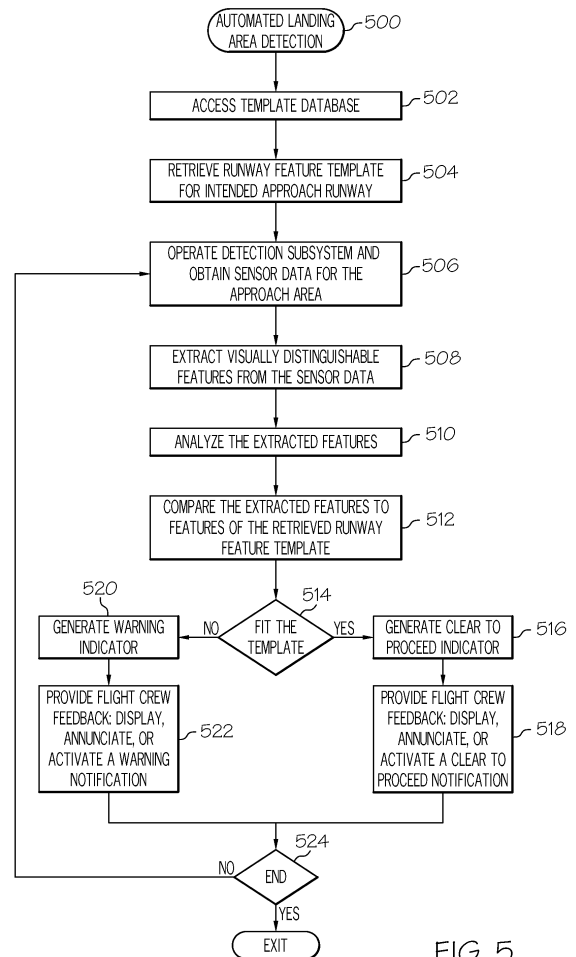 AUTOMATED LANDING
AREA DETECTION
500
ACCESS TEMPLATE DATABASE
502
RETRIEVE RUNWAY FEATURE TEMPLATE
FOR INTENDED APPROACH RUNWAY
504
OPERATE DETECTION SUBSYSTEM AND
OBTAIN SENSOR DATA FOR THE
APPROACH AREA
506
EXTRACT VISUALLY DISTINGUISHABLE
FEATURES FROM THE SENSOR DATA
508
ANALYZE THE EXTRACTED FEATURES
510
COMPARE THE EXTRACTED FEATURES TO
FEATURES OF THE RETRIEVED RUNWAY
FEATURE TEMPLATE
512
514
FIT THE
TEMPLATE
NO
YES
520
GENERATE WARNING
INDICATOR
GENERATE CLEAR TO
PROCEED INDICATOR
516
PROVIDE FLIGHT CREW
FEEDBACK: DISPLAY,
ANNUNCIATE, OR
ACTIVATE A WARNING
NOTIFICATION
522
PROVIDE FLIGHT CREW
FEEDBACK: DISPLAY,
ANNUNCIATE, OR
ACTIVATE A CLEAR TO
PROCEED NOTIFICATION
518
524
NO
END
YES
EXIT
FIG. 5